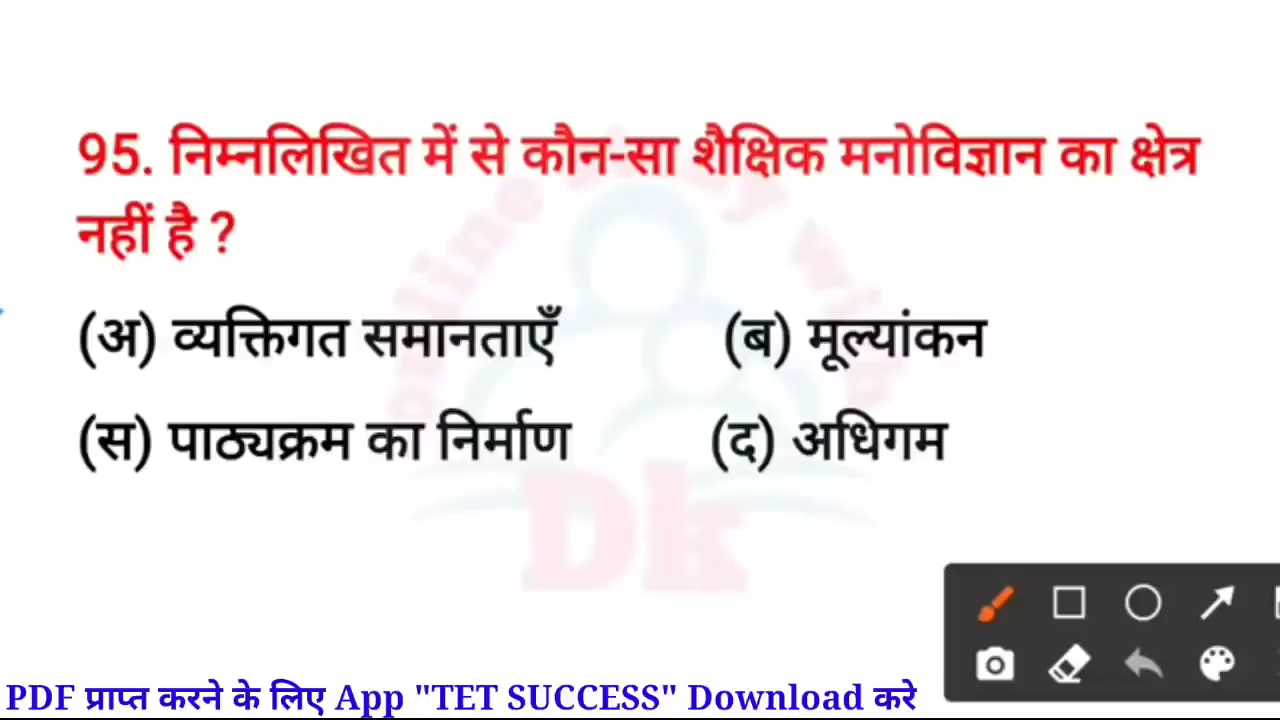 95. निम्नलिखित में से कौन-सा शैक्षिक मनोविज्ञान का क्षेत्र
नहीं है ?
(अ) व्यक्तिगत समानताएँ (ब) मूल्यांकन
(स) पाठ्यक्रम का निर्माण (द) अधिगम
Dk
PDF प्राप्त करने के लिए App "TET SUCCESS" Download करे